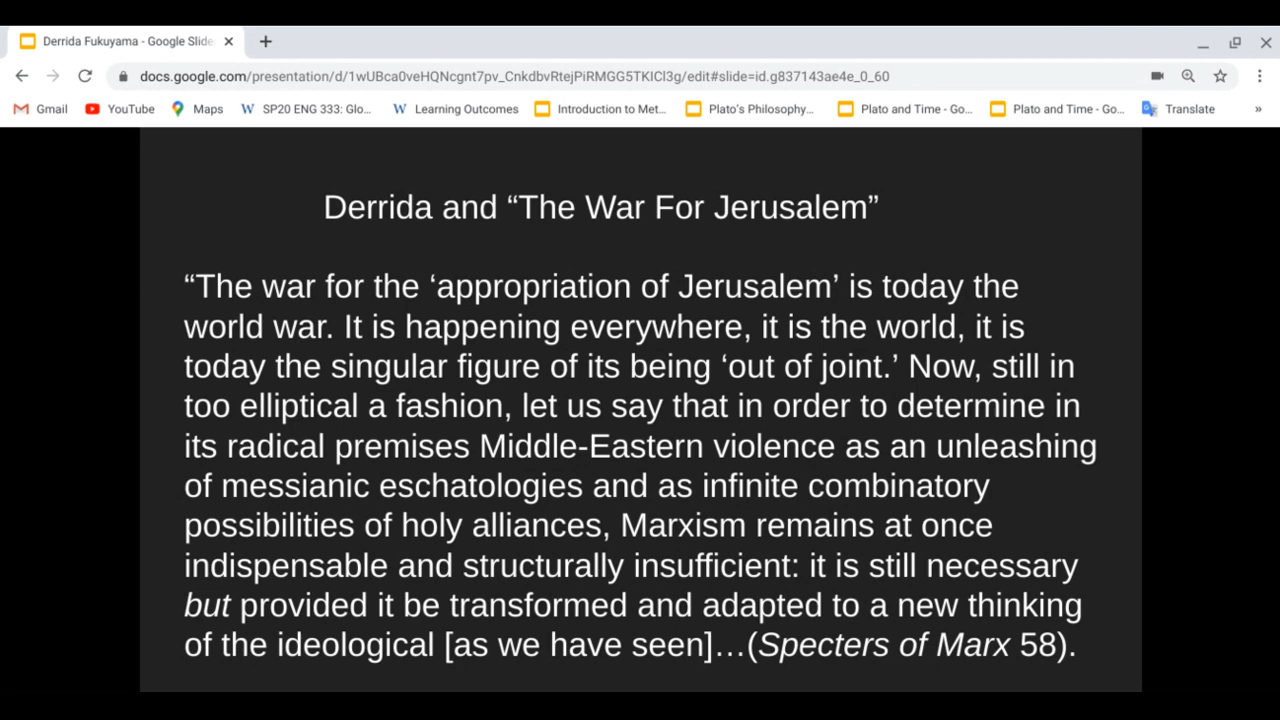 Derrida Fukuyama - Google Slide
docs.google.com/presentation/d/1wUBca0veHQNcgnt7pv_CnkdbvRtejPiRMGG5TKICl3g/edit#slide=id.g837143ae4e_0_60
Gmail YouTube Maps SP20 ENG 333: Glo... Learning Outcomes Introduction to Met... Plato's Philosophy... Plato and Time - Go... Plato and Time - Go... Translate »
Derrida and “The War For Jerusalem”
“The war for the ‘appropriation of Jerusalem’ is today the
world war. It is happening everywhere, it is the world, it is
today the singular figure of its being ‘out of joint.’ Now, still in
too elliptical a fashion, let us say that in order to determine in
its radical premises Middle-Eastern violence as an unleashing
of messianic eschatologies and as infinite combinatory
possibilities of holy alliances, Marxism remains at once
indispensable and structurally insufficient: it is still necessary
but provided it be transformed and adapted to a new thinking
of the ideological [as we have seen]…(Specters of Marx 58).